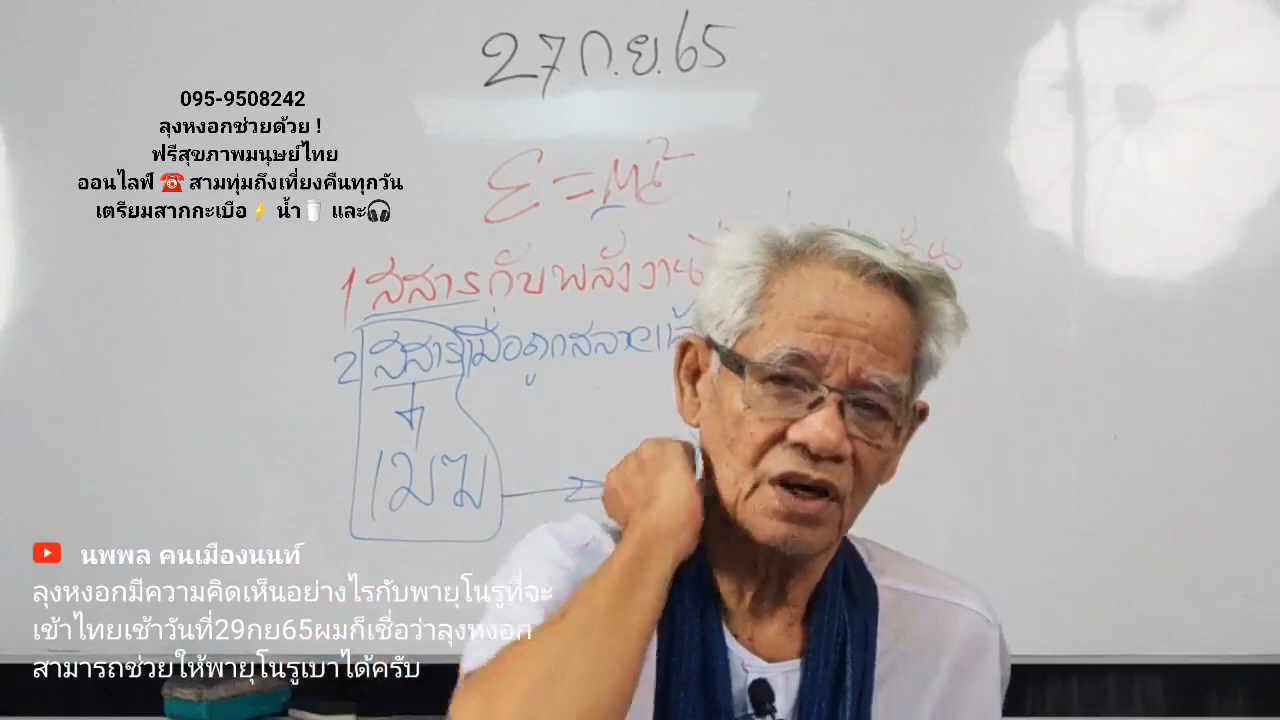 27 ก.ย.65
095-9508242
ลุงหงอกช่วยด้วย !
ฟรีสุขภาพมนุษย์ไทย
ออนไลฟ์ ☎️ สามทุ่มถึงเที่ยงคืนทุกวัน
เตรียมสากกะเบือ⚡ น้ำ🥛 และ🎧
E = mc²
1 สสารกับพลังงาน
2 สสารเมื่อถูกสลายแล้ว
เมฆ
นพพล คนเมืองนนท์
ลุงหงอกมีความคิดเห็นอย่างไรกับพายุโนรูที่จะ
เข้าไทยเช้าวันที่29กย65ผมก็เชื่อว่าลุงหงอก
สามารถช่วยให้พายุโนรูเบาได้ครับ